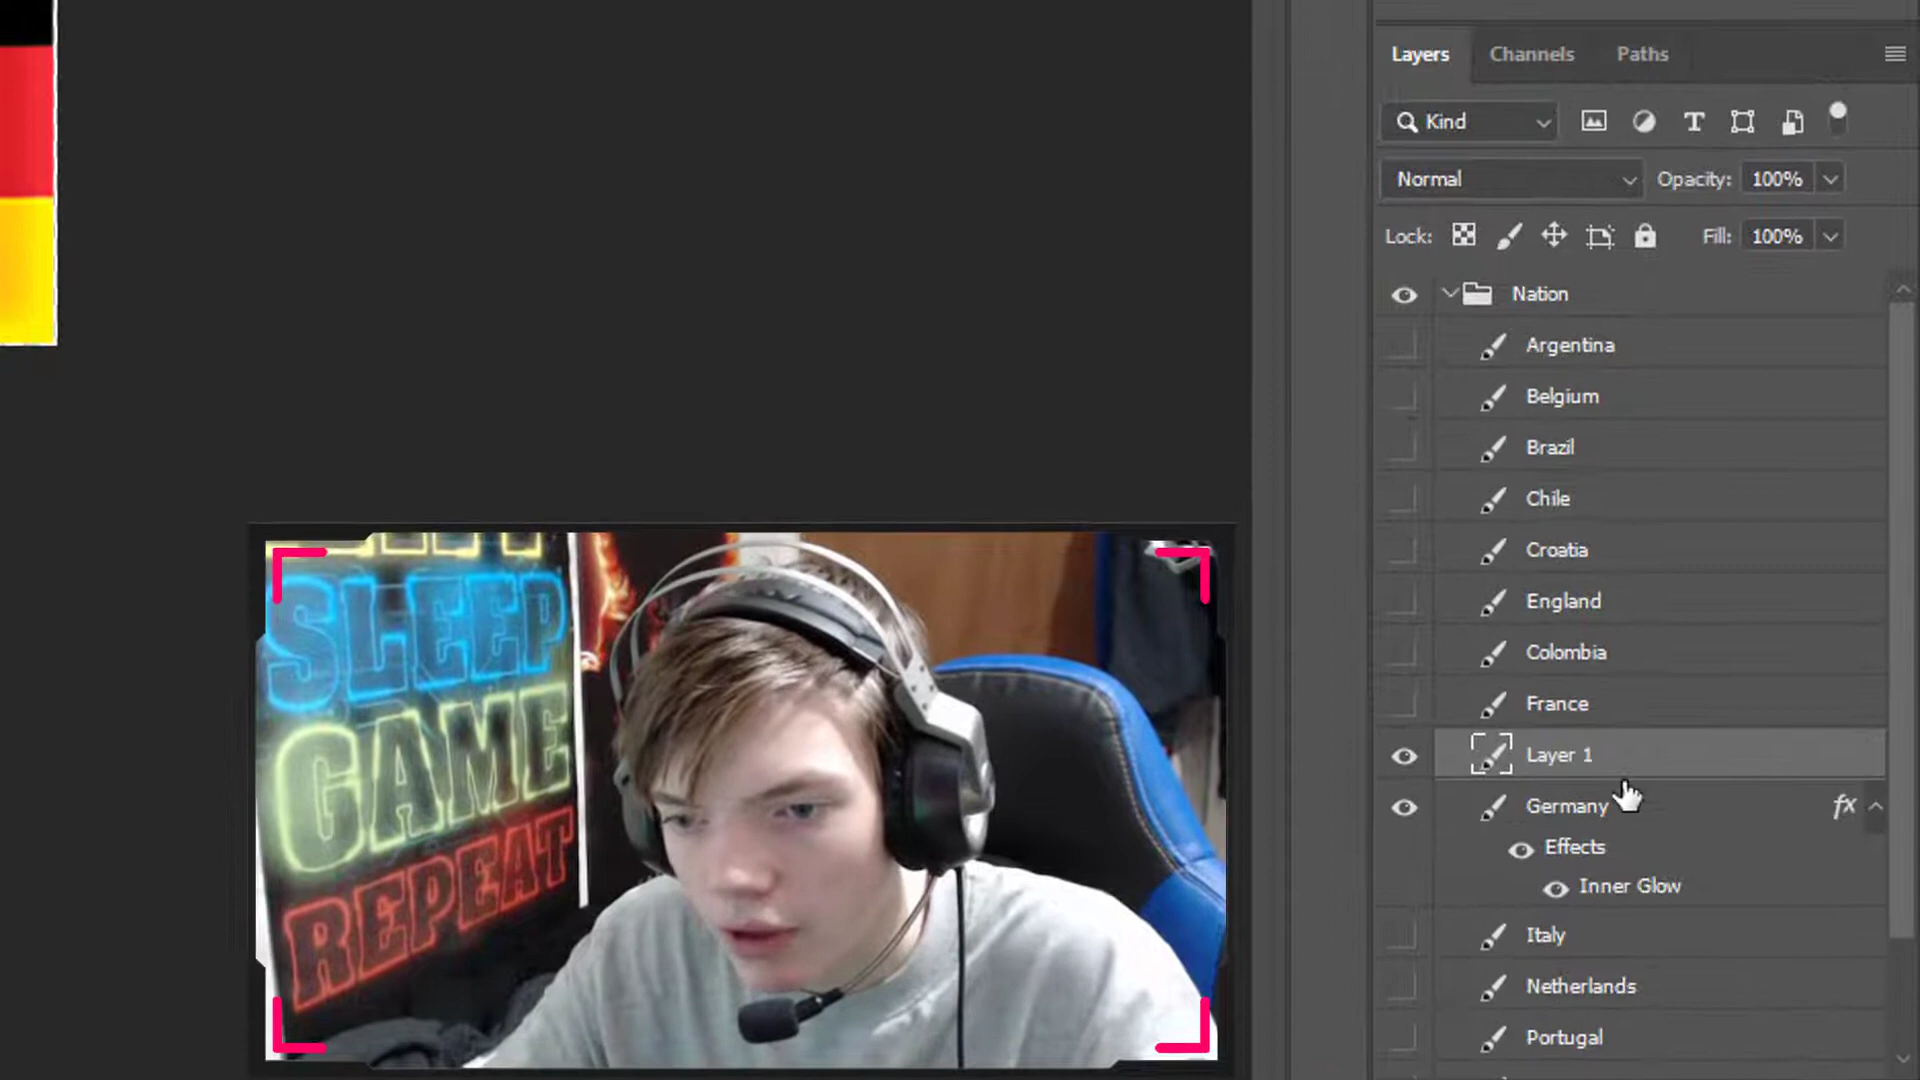 Layers Channels Paths
Kind
Normal Opacity: 100%
Lock: Fill: 100%
Nation
Argentina
Belgium
Brazil
Chile
Croatia
England
Colombia
France
Layer 1
Germany fx
Effects
Inner Glow
Italy
Netherlands
Portugal
SLEEP
GAME
REPEAT